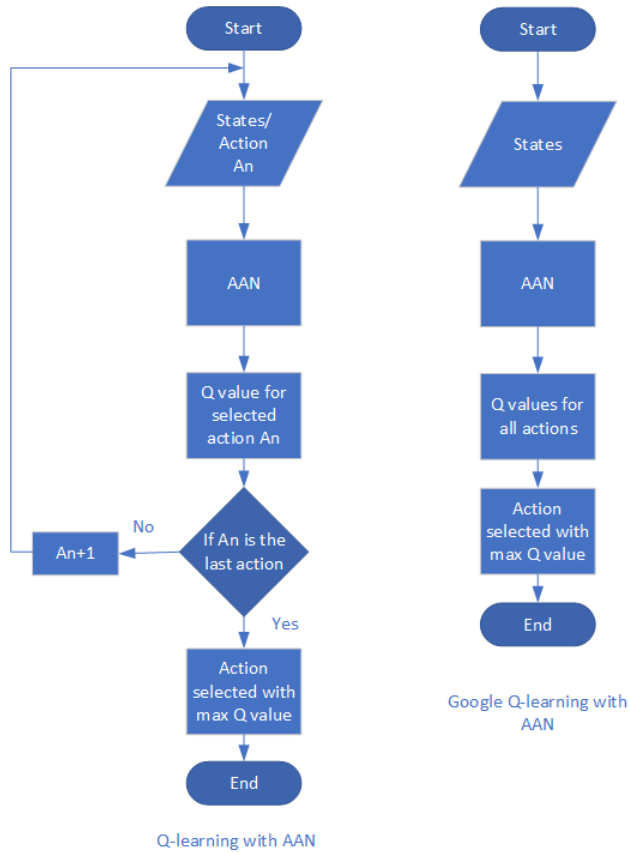 Start
States/
Action
An
AAN
Q value for
selected
action An
If An is the
last action
No
An+1
Yes
Action
selected with
max Q value
End
Q-learning with AAN
Start
States
AAN
Q values for
all actions
Action
selected with
max Q value
End
Google Q-learning with
AAN